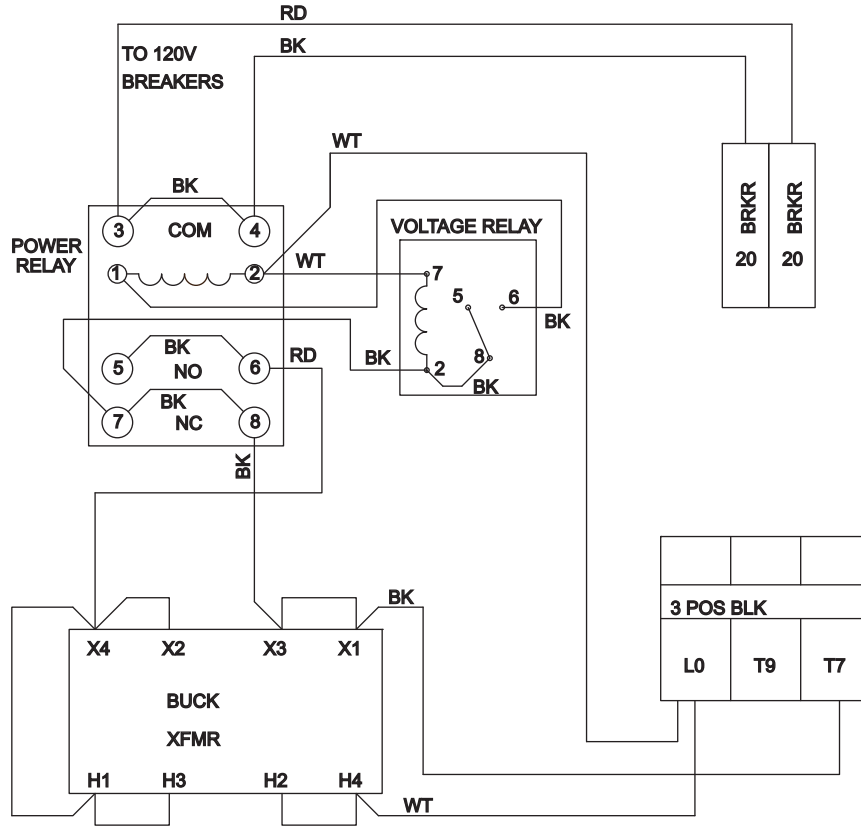 RD
TO 120V
BREAKERS
BK
WT
BK
POWER
RELAY
3
COM
4
VOLTAGE RELAY
BRKR
20
BRKR
20
1
2
WT
7
5
6
BK
BK
5
NO
6
RD
BK
2
8
BK
BK
7
NC
8
BK
BK
3 POS BLK
X4
X2
X3
X1
L0
T9
T7
BUCK
XFMR
H1
H3
H2
H4
WT